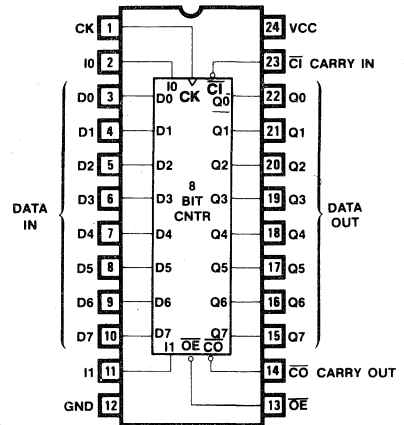 CK 1 24 VCC
I0 2 23 CI CARRY IN
I0 CK CI
D0 3 D0 Q0 22 Q0
D1 4 D1 Q1 21 Q1
D2 5 D2 Q2 20 Q2
D3 6 D3 8 BIT CNTR Q3 19 Q3
DATA IN
DATA OUT
D4 7 D4 Q4 18 Q4
D5 8 D5 Q5 17 Q5
D6 9 D6 Q6 16 Q6
D7 10 D7 Q7 15 Q7
I1 OE CO
I1 11 14 CO CARRY OUT
GND 12 13 OE